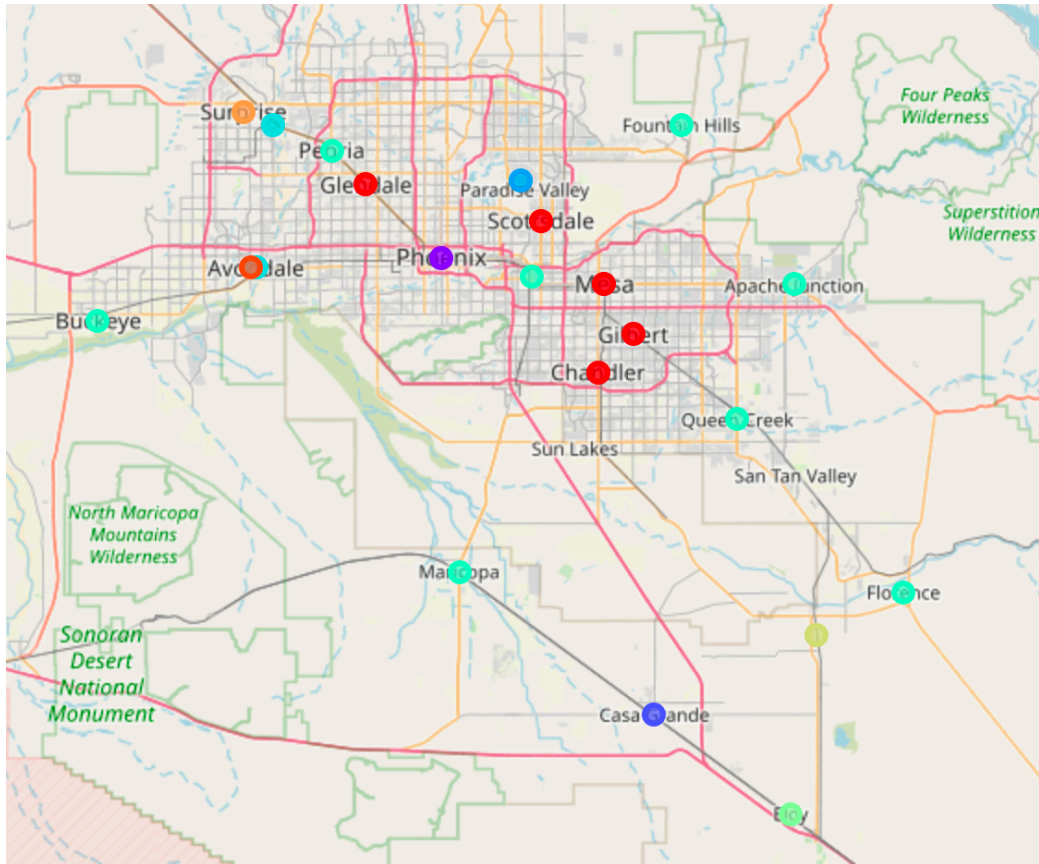 Four Peaks
Wilderness
Surprise
Fountain Hills
Peoria
Glendale
Paradise Valley
Superstition
Wilderness
Scottsdale
Phoenix
Avondale
Mesa
Apache Junction
Buckeye
Gilbert
Chandler
Queen Creek
Sun Lakes
San Tan Valley
North Maricopa
Mountains
Wilderness
Maricopa
Florence
Sonoran
Desert
National
Monument
Casa Grande
Eloy